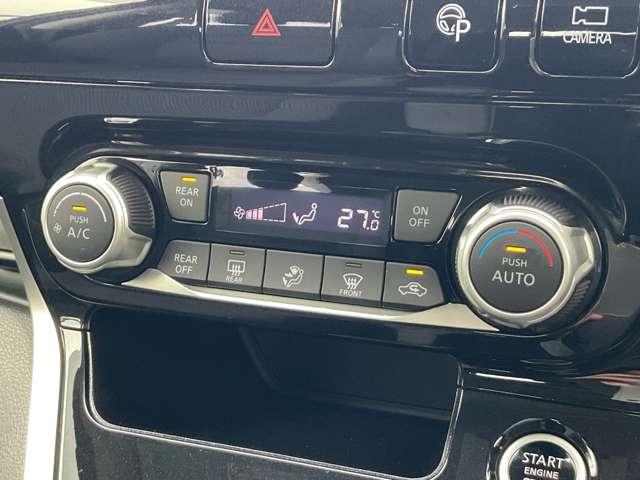 P
CAMERA
PUSH
A/C
REAR
ON
27.0°C
ON
OFF
PUSH
AUTO
REAR
OFF
REAR
FRONT
START
ENGINE